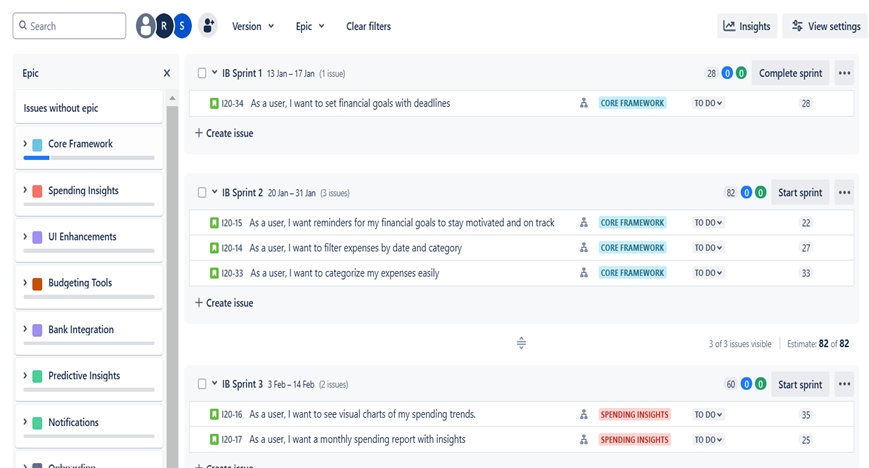 Search
R
S
Version
Epic
Clear filters
Insights
View settings
Epic
X
Issues without epic
Core Framework
Spending Insights
UI Enhancements
Budgeting Tools
Bank Integration
Predictive Insights
Notifications
Onboarding
IB Sprint 1 13 Jan – 17 Jan (1 issue) 28 0 0 Complete sprint
I20-34 As a user, I want to set financial goals with deadlines CORE FRAMEWORK TO DO 28
+ Create issue
IB Sprint 2 20 Jan – 31 Jan (3 issues) 82 0 0 Start sprint
I20-15 As a user, I want reminders for my financial goals to stay motivated and on track CORE FRAMEWORK TO DO 22
I20-14 As a user, I want to filter expenses by date and category CORE FRAMEWORK TO DO 27
I20-33 As a user, I want to categorize my expenses easily CORE FRAMEWORK TO DO 33
+ Create issue
3 of 3 issues visible Estimate: 82 of 82
IB Sprint 3 3 Feb – 14 Feb (2 issues) 60 0 0 Start sprint
I20-16 As a user, I want to see visual charts of my spending trends. SPENDING INSIGHTS TO DO 35
I20-17 As a user, I want a monthly spending report with insights SPENDING INSIGHTS TO DO 25
+ Create issue